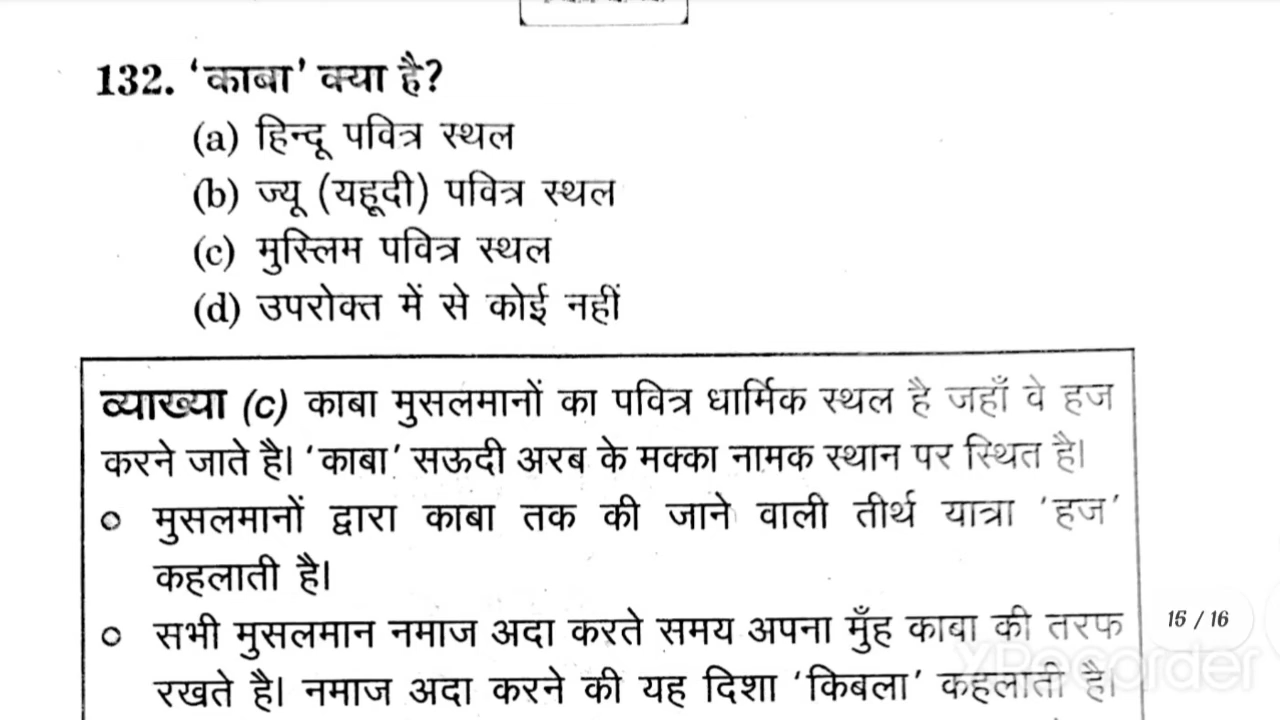 132. ‘काबा’ क्या है?
(a) हिन्दू पवित्र स्थल
(b) ज्यू (यहूदी) पवित्र स्थल
(c) मुस्लिम पवित्र स्थल
(d) उपरोक्त में से कोई नहीं
व्याख्या (c) काबा मुसलमानों का पवित्र धार्मिक स्थल है जहाँ वे हज
करने जाते है। ‘काबा’ सऊदी अरब के मक्का नामक स्थान पर स्थित है।
○ मुसलमानों द्वारा काबा तक की जाने वाली तीर्थ यात्रा ‘हज’
कहलाती है।
○ सभी मुसलमान नमाज अदा करते समय अपना मुँह काबा की तरफ
15 / 16
रखते है। नमाज अदा करने की यह दिशा ‘किबला’ कहलाती है।
XRecorder